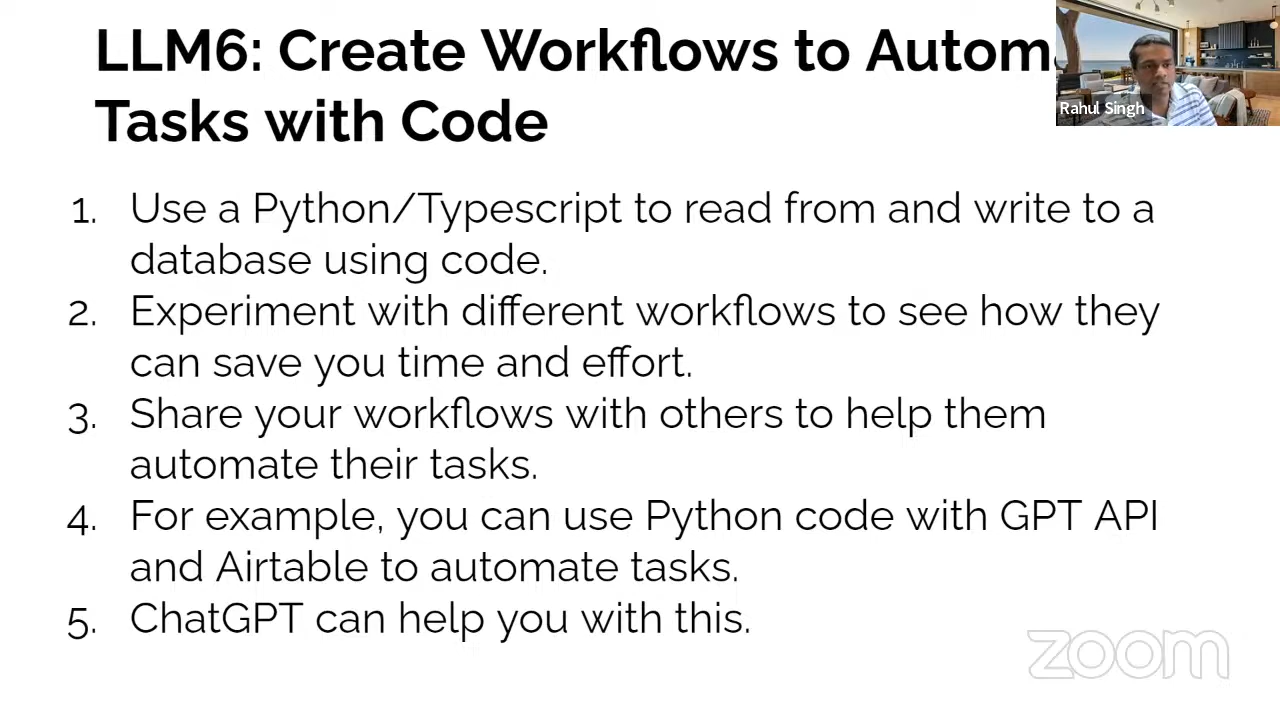 LLM6: Create Workflows to Autom
Tasks with Code
Rahul Singh
1. Use a Python/Typescript to read from and write to a
database using code.
2. Experiment with different workflows to see how they
can save you time and effort.
3. Share your workflows with others to help them
automate their tasks.
4. For example, you can use Python code with GPT API
and Airtable to automate tasks.
5. ChatGPT can help you with this.
zoom